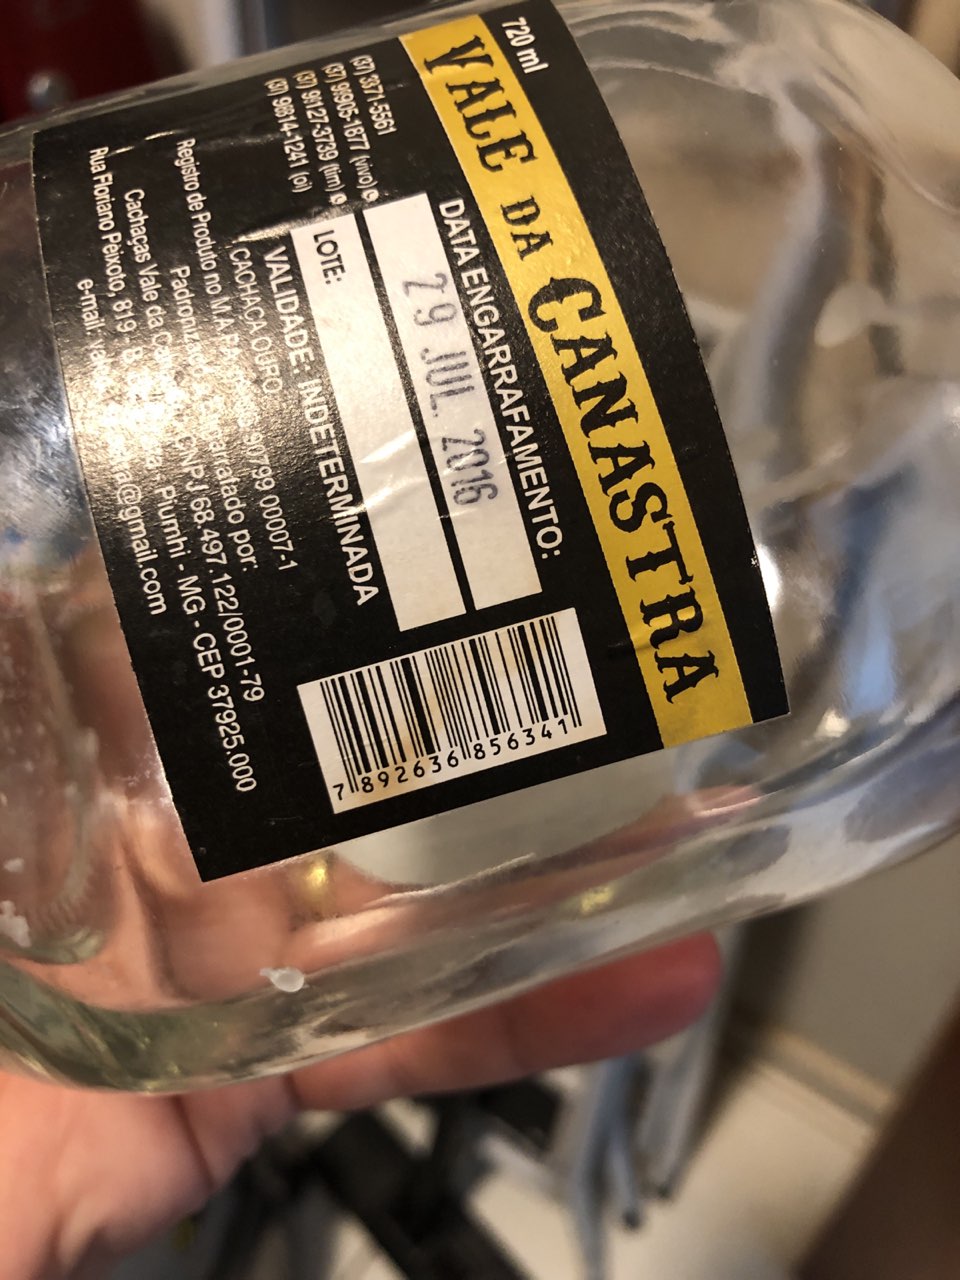 720 ml
VALE DA CANASTRA
DATA ENGARRAFAMENTO:
29 JUL. 2016
LOTE:
VALIDADE: INDETERMINADA
(37) 3371-5561
(37) 99906-1877 (vivo)
(37) 99127-3739 (tim)
(37) 98814-1241 (oi)
CACHAÇA OURO
Registro de Produto no M.A.P.A. 90799 00007-1
Padronizado por:
Cachaças Vale da CNPJ 68.497.122/0001-79
Rua Floriano Peixoto, 819 - Piumhi - MG - CEP 37925.000
e-mail: @gmail.com
7 892636 856341